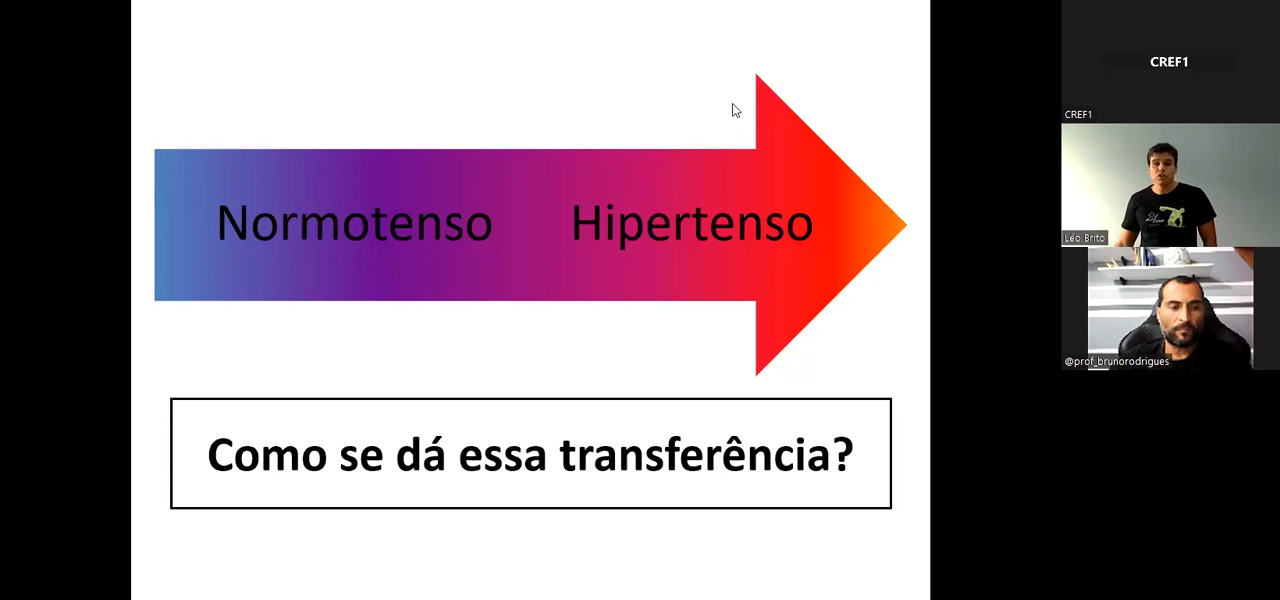 Normotenso Hipertenso
Como se dá essa transferência?
CREF1
CREF1
Léo Brito
@prof_brunorodrigues